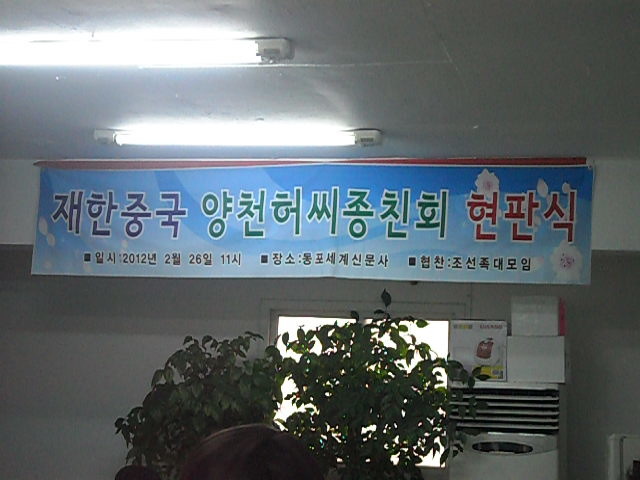 재한중국 양천허씨종친회 현판식
■ 일시:2012년 2월 26일 11시 ■ 장소:동포세계신문사 ■ 협찬:조선족대모임